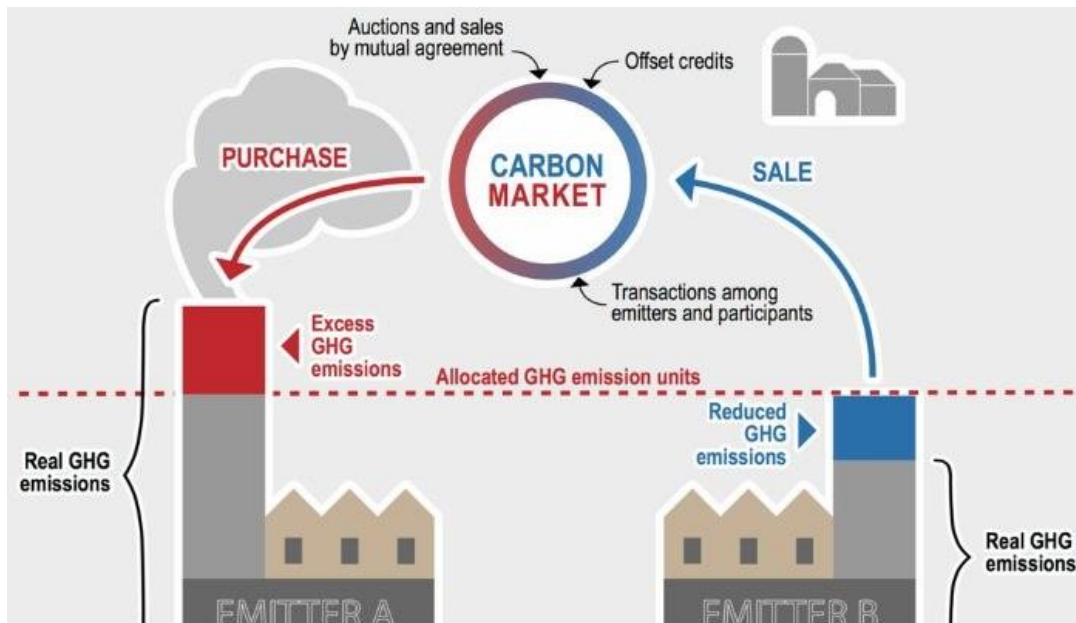 Auctions and sales
by mutual agreement
Offset credits
PURCHASE
CARBON
MARKET
SALE
Transactions among
emitters and participants
Excess
GHG
emissions
Allocated GHG emission units
Reduced
GHG
emissions
Real GHG
emissions
Real GHG
emissions
EMITTER A
EMITTER B